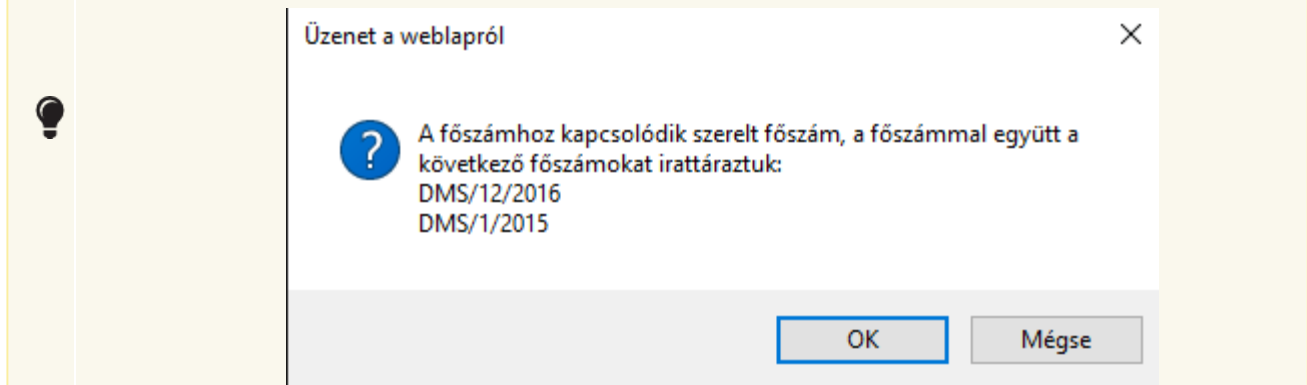 Üzenet a weblapról
A főszámhoz kapcsolódik szerelt főszám, a főszámmal együtt a
következő főszámokat irattáraztuk:
DMS/12/2016
DMS/1/2015
OK
Mégse